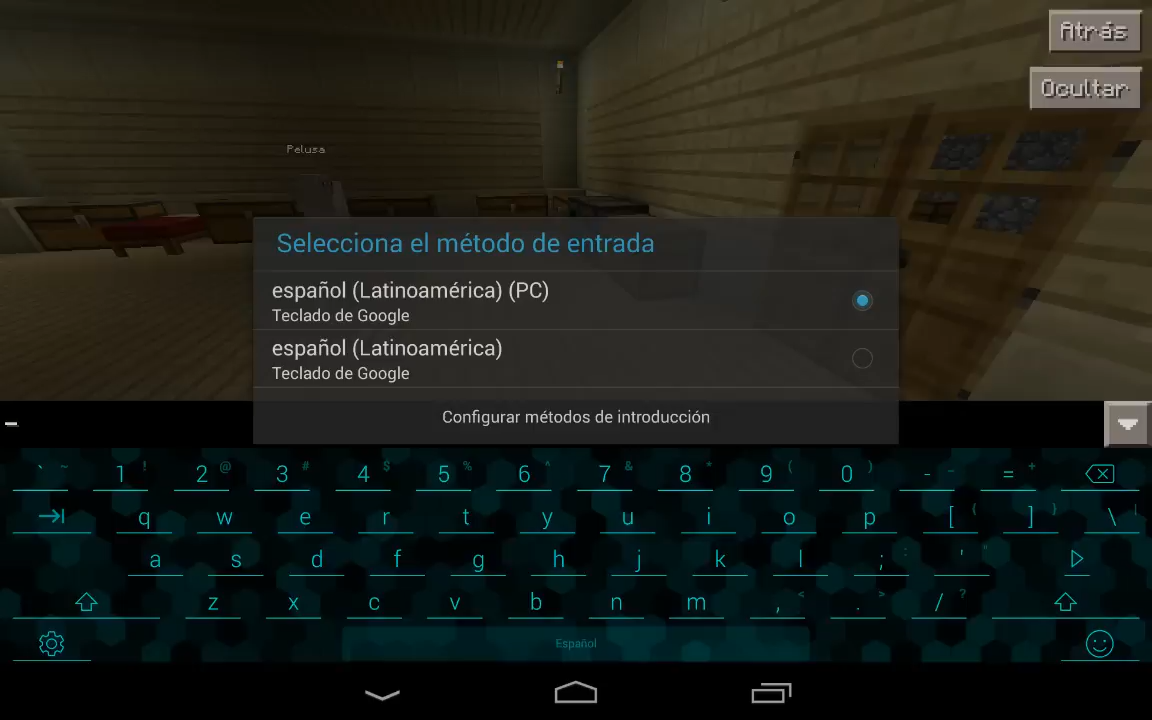 Atrás
Ocultar
Pelusa
Selecciona el método de entrada
español (Latinoamérica) (PC)
Teclado de Google
español (Latinoamérica)
Teclado de Google
Configurar métodos de introducción
` ~ 1 ! 2 @ 3 # 4 $ 5 % 6 ^ 7 & 8 * 9 ( 0 ) - _ = +
q w e r t y u i o p [ { ] } \ |
a s d f g h j k l ; : ' "
z x c v b n m , < . > / ?
Español